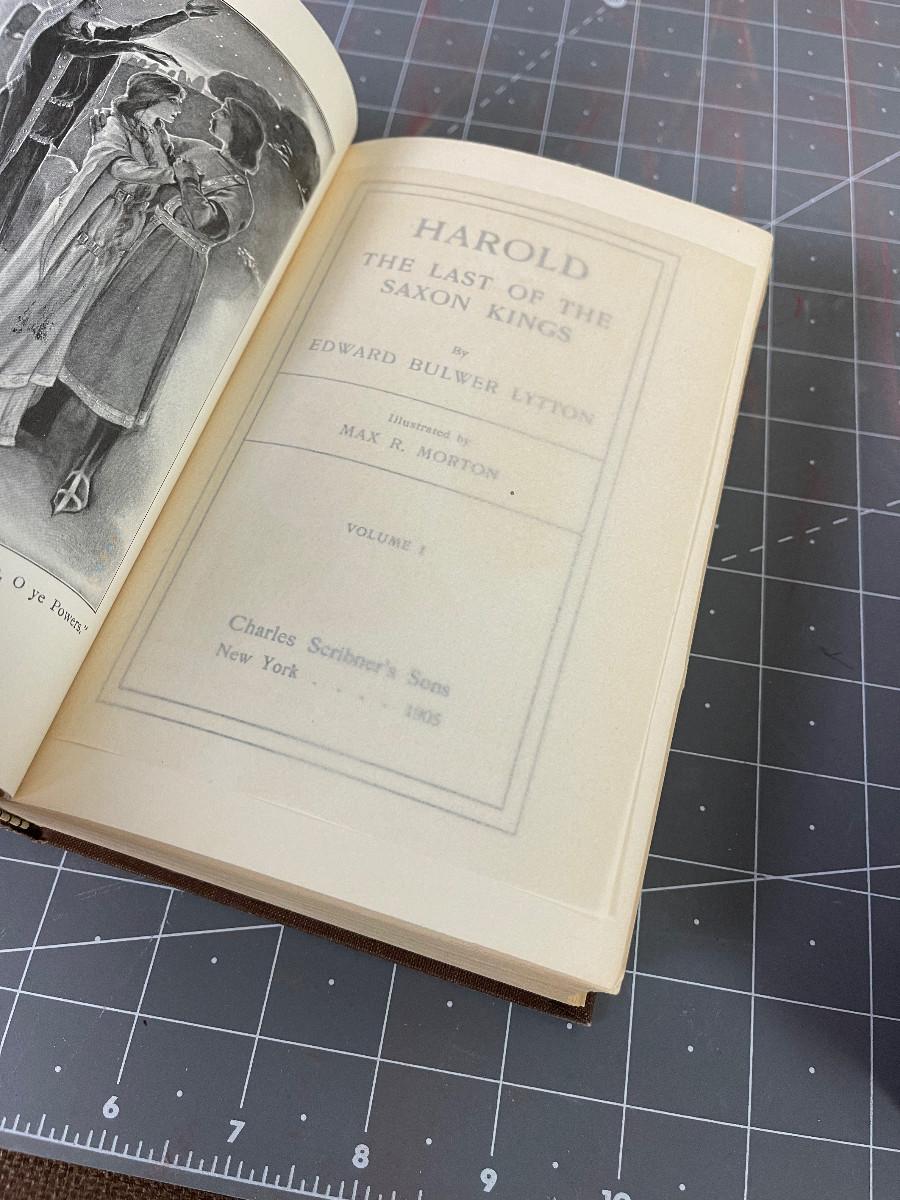 O ye Powers,"
HAROLD
THE LAST OF THE
SAXON KINGS
By
EDWARD BULWER LYTTON
Illustrated by
MAX R. MORTON
VOLUME I
Charles Scribner's Sons
New York . . . . 1905
6
7
8
9
10